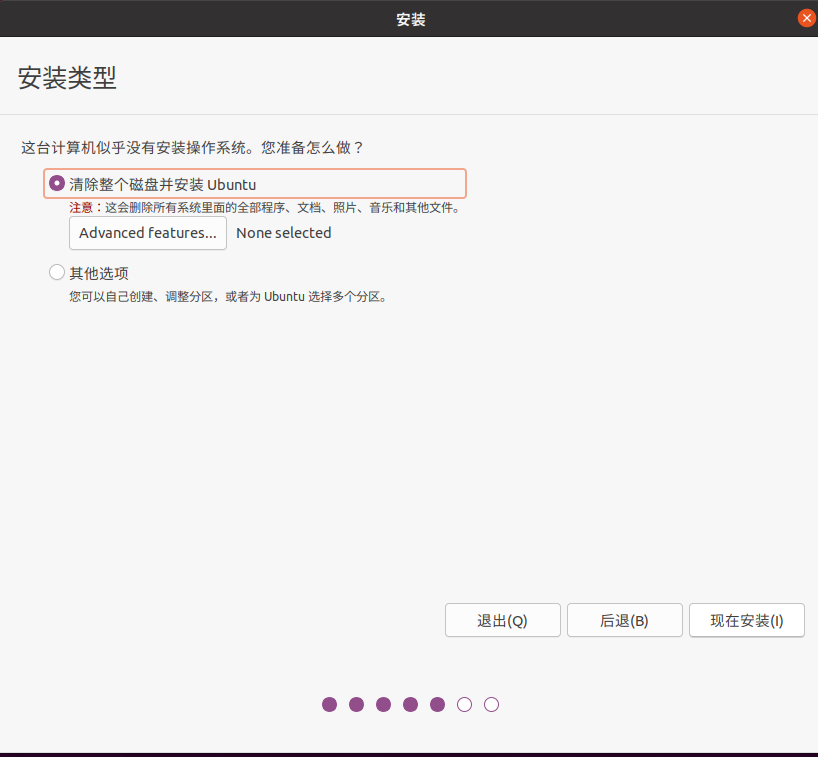 安装
安装类型
这台计算机似乎没有安装操作系统。您准备怎么做？
清除整个磁盘并安装 Ubuntu
注意：这会删除所有系统里面的全部程序、文档、照片、音乐和其他文件。
Advanced features... None selected
其他选项
您可以自己创建、调整分区，或者为 Ubuntu 选择多个分区。
退出(Q) 后退(B) 现在安装(I)